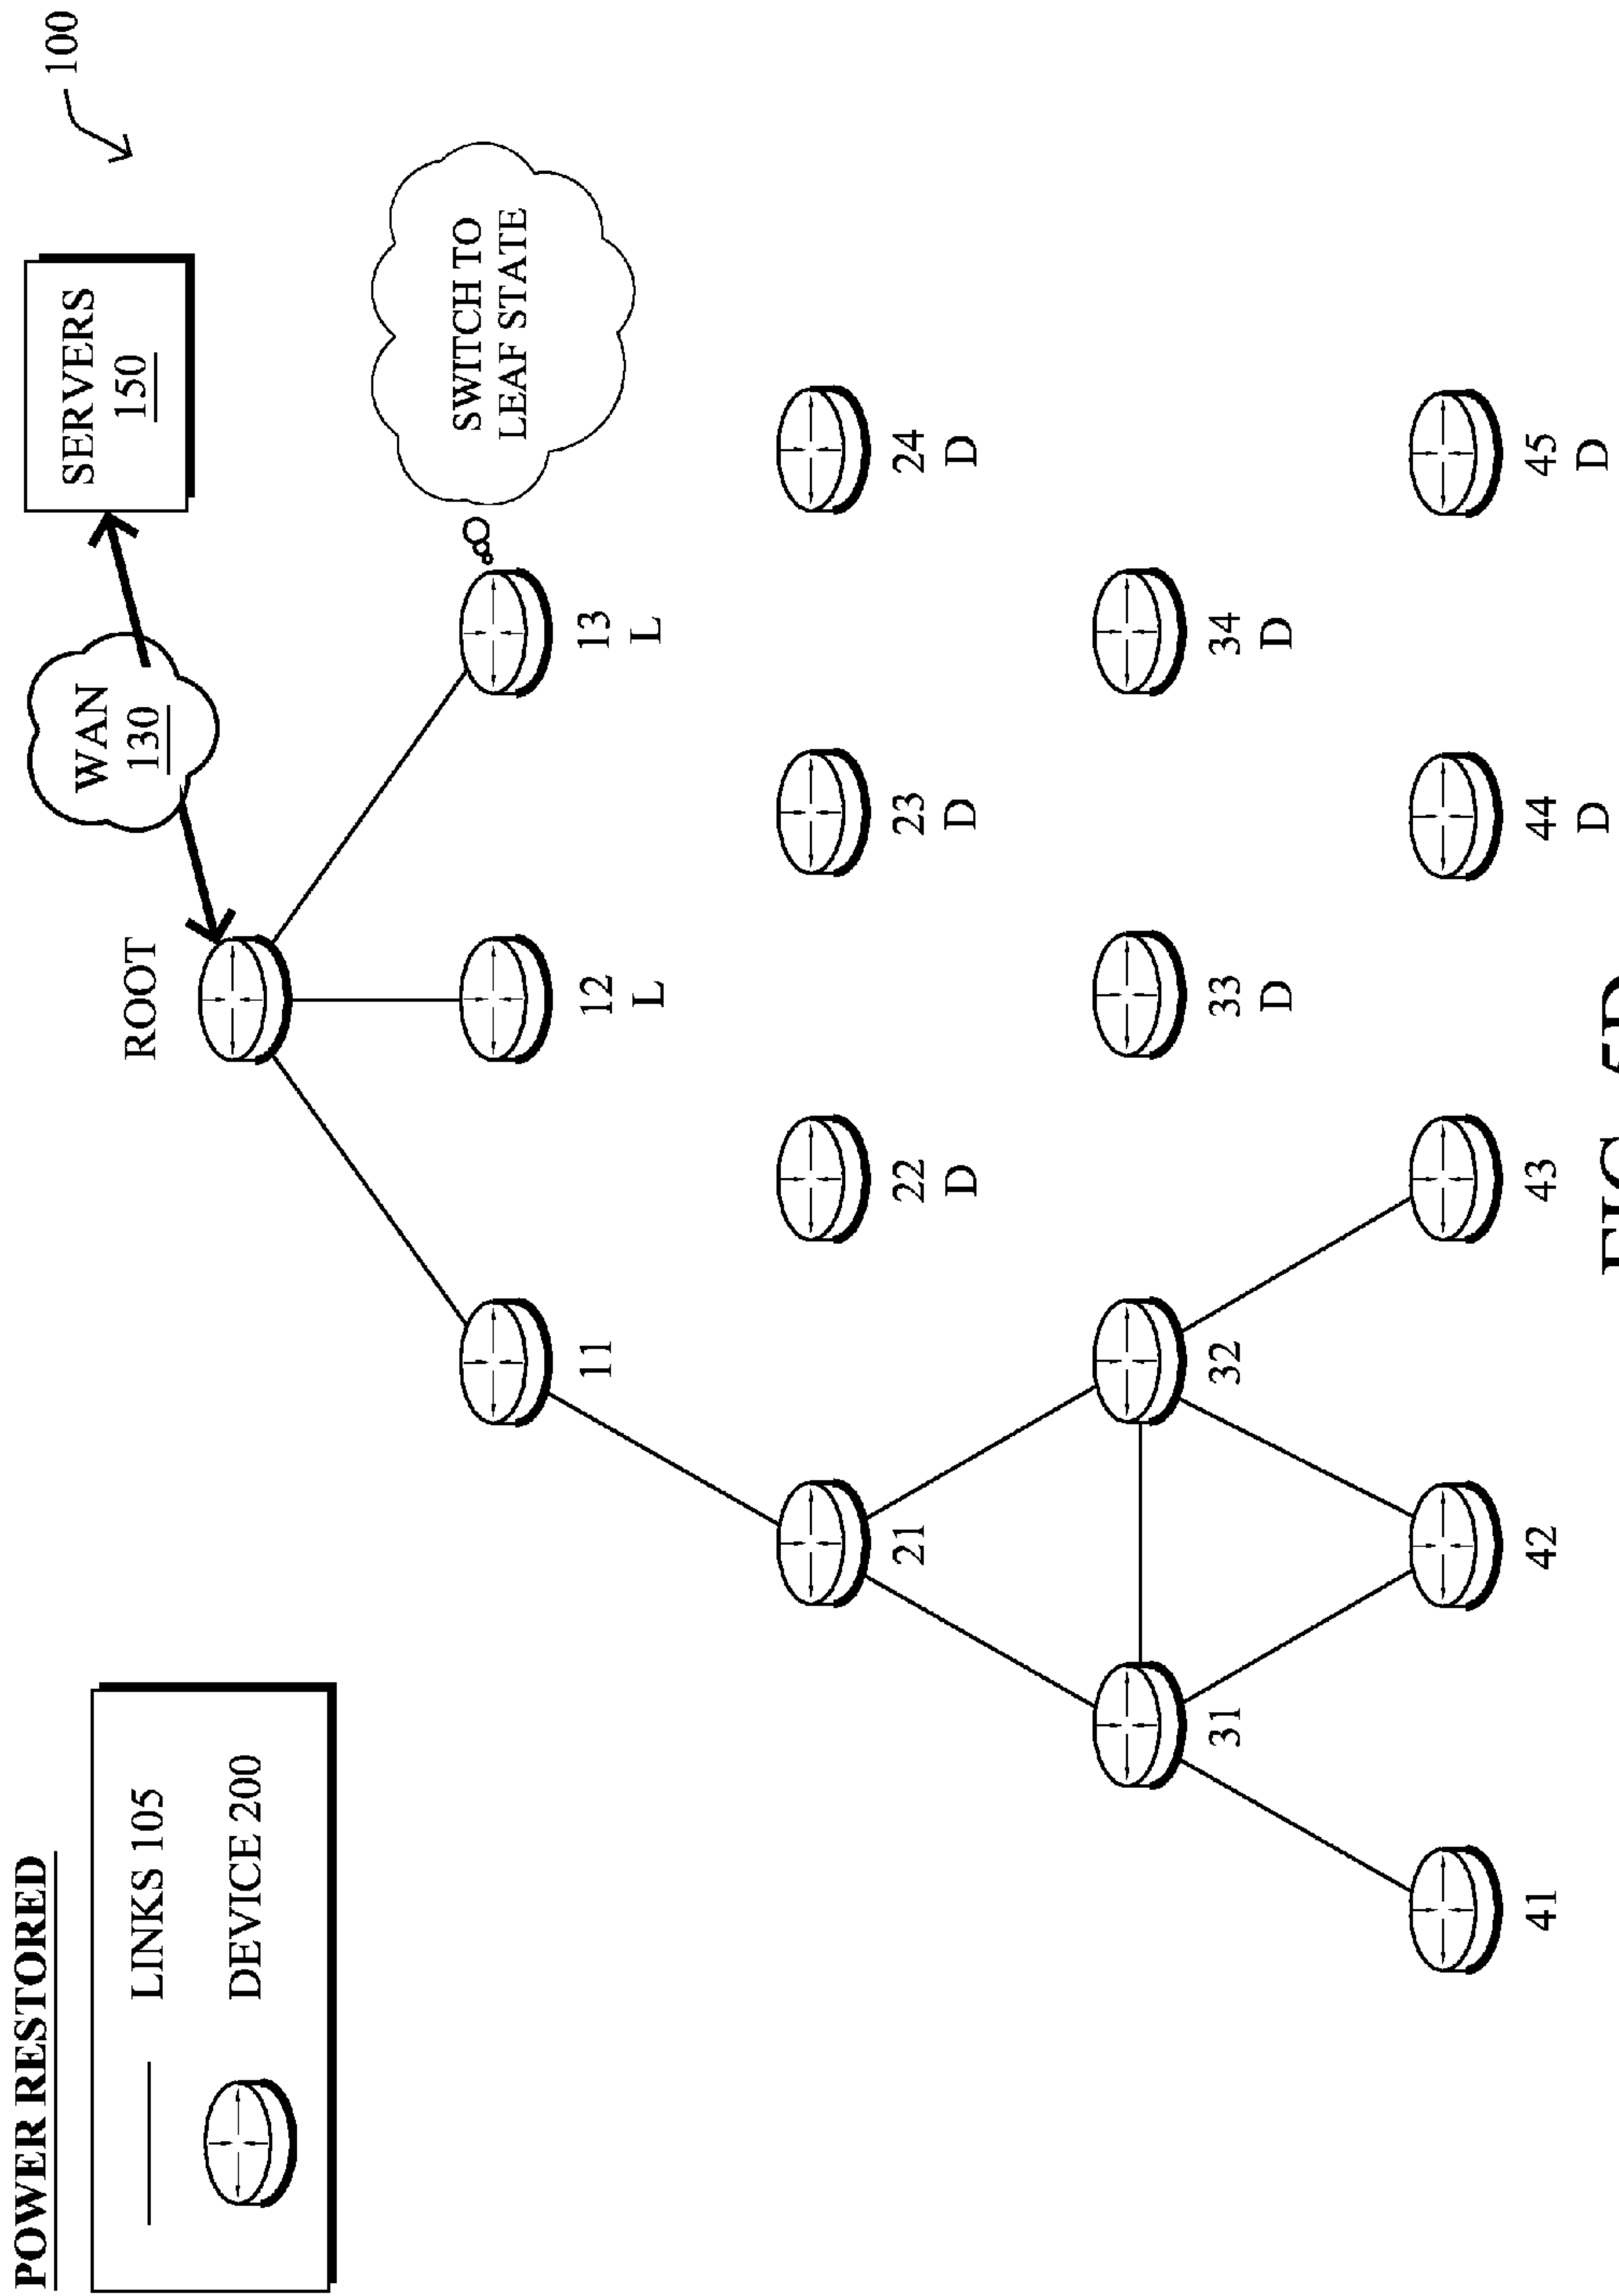 POWER RESTORED
LINKS 105
DEVICE 200
100
SERVERS
150
WAN
130
ROOT
SWITCH TO
LEAF STATE
11
12
L
13
L
21
22
D
23
D
24
D
31
32
33
D
34
D
41
42
43
44
D
45
D